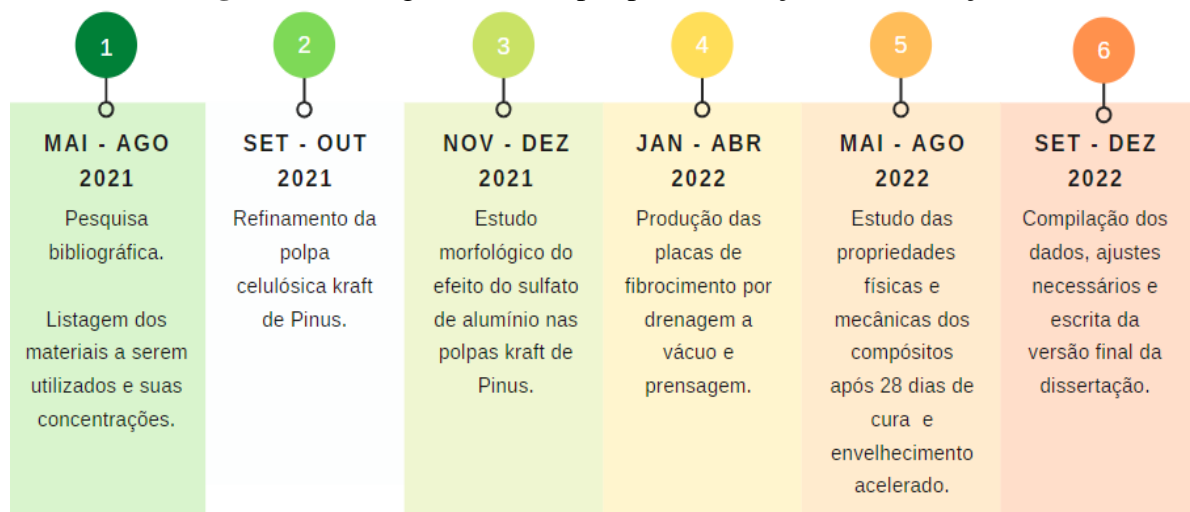 1
MAI - AGO
2021
Pesquisa
bibliográfica.
Listagem dos
materiais a serem
utilizados e suas
concentrações.
2
SET - OUT
2021
Refinamento da
polpa
celulósica kraft
de Pinus.
3
NOV - DEZ
2021
Estudo
morfológico do
efeito do sulfato
de alumínio nas
polpas kraft de
Pinus.
4
JAN - ABR
2022
Produção das
placas de
fibrocimento por
drenagem a
vácuo e
prensagem.
5
MAI - AGO
2022
Estudo das
propriedades
físicas e
mecânicas dos
compósitos
após 28 dias de
cura e
envelhecimento
acelerado.
6
SET - DEZ
2022
Compilação dos
dados, ajustes
necessários e
escrita da
versão final da
dissertação.